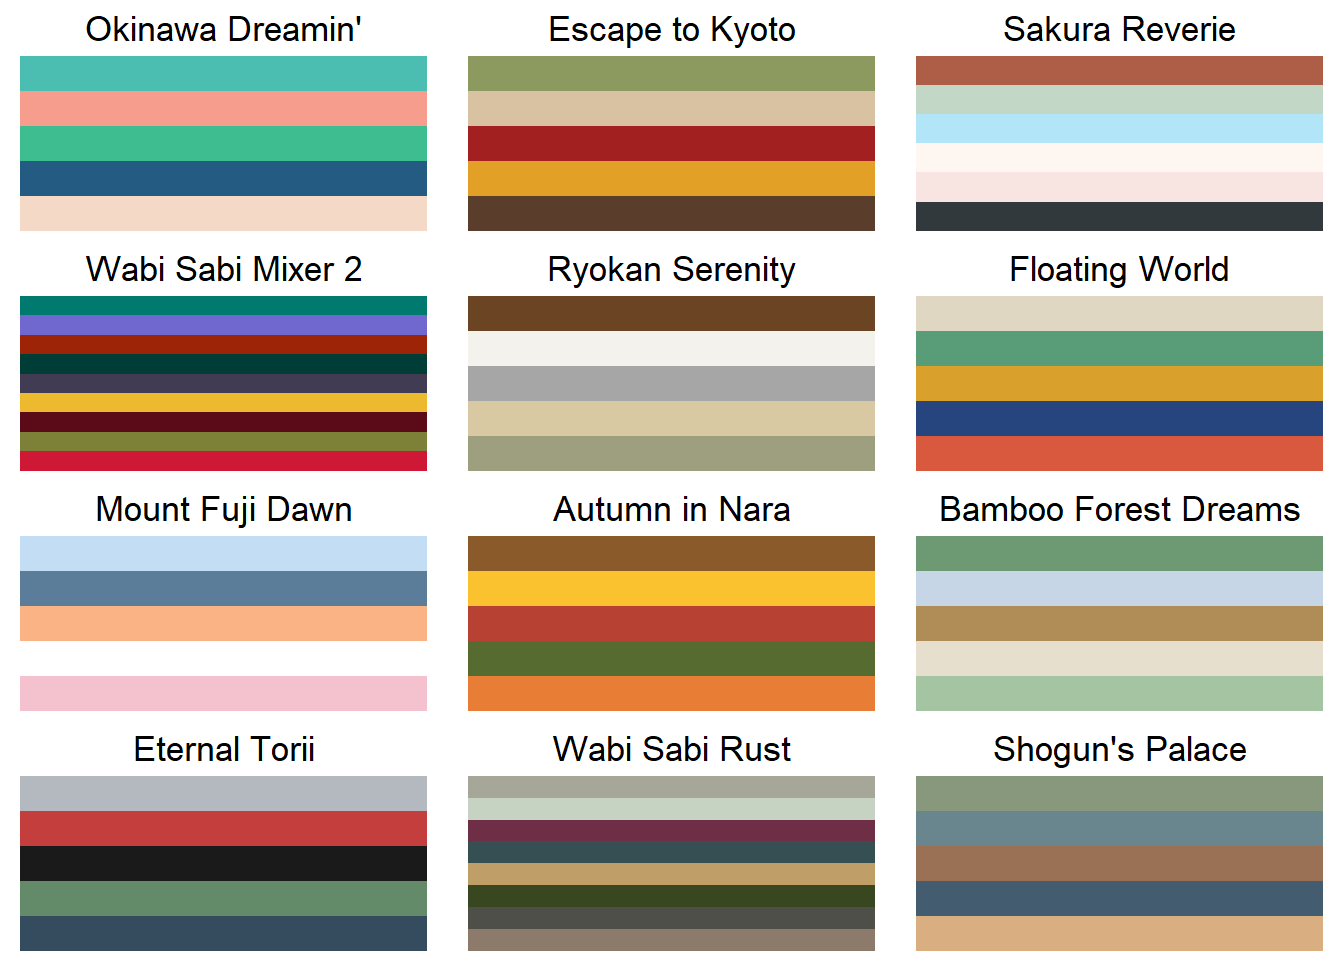 Okinawa Dreamin'
Escape to Kyoto
Sakura Reverie
Wabi Sabi Mixer 2
Ryokan Serenity
Floating World
Mount Fuji Dawn
Autumn in Nara
Bamboo Forest Dreams
Eternal Torii
Wabi Sabi Rust
Shogun's Palace